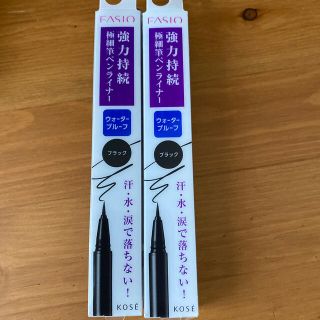 FASIO
強力持続
極細筆ペンライナー
ウォーター
プルーフ
ブラック
汗・水・涙で落ちない!
KOSÉ
FASIO
強力持続
極細筆ペンライナー
ウォーター
プルーフ
ブラック
汗・水・涙で落ちない!
KOSÉ